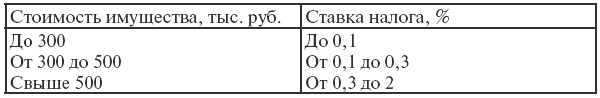 Стоимость имущества, тыс. руб. Ставка налога, %
До 300 До 0,1
От 300 до 500 От 0,1 до 0,3
Свыше 500 От 0,3 до 2